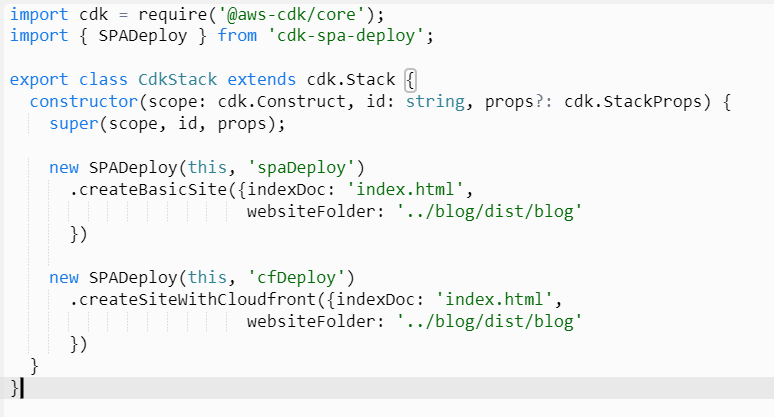 import cdk = require('@aws-cdk/core');
import { SPADeploy } from 'cdk-spa-deploy';
export class CdkStack extends cdk.Stack {
constructor(scope: cdk.Construct, id: string, props?: cdk.StackProps) {
super(scope, id, props);
new SPADeploy(this, 'spaDeploy')
.createBasicSite({indexDoc: 'index.html',
websiteFolder: '../blog/dist/blog'
})
new SPADeploy(this, 'cfDeploy')
.createSiteWithCloudfront({indexDoc: 'index.html',
websiteFolder: '../blog/dist/blog'
})
}
}